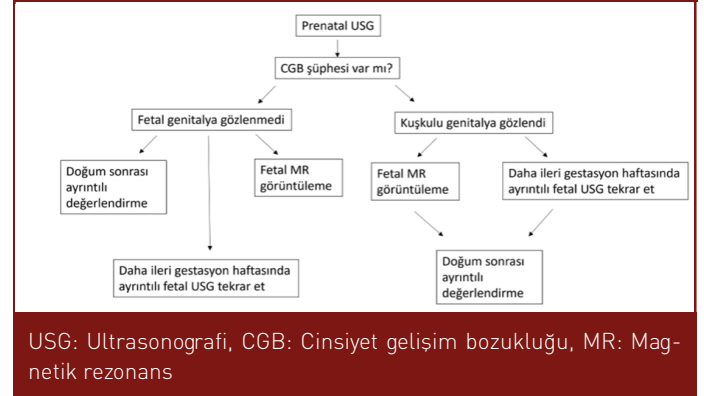 Prenatal USG
CGB şüphesi var mı?
Fetal genitalya gözlenmedi
Kuşkulu genitalya gözlendi
Doğum sonrası
ayrıntılı
değerlendirme
Fetal MR
görüntüleme
Fetal MR
görüntüleme
Daha ileri gestasyon haftasında
ayrıntılı fetal USG tekrar et
Daha ileri gestasyon haftasında
ayrıntılı fetal USG tekrar et
Doğum sonrası
ayrıntılı
değerlendirme
USG: Ultrasonografi, CGB: Cinsiyet gelişim bozukluğu, MR: Mag-
netik rezonans